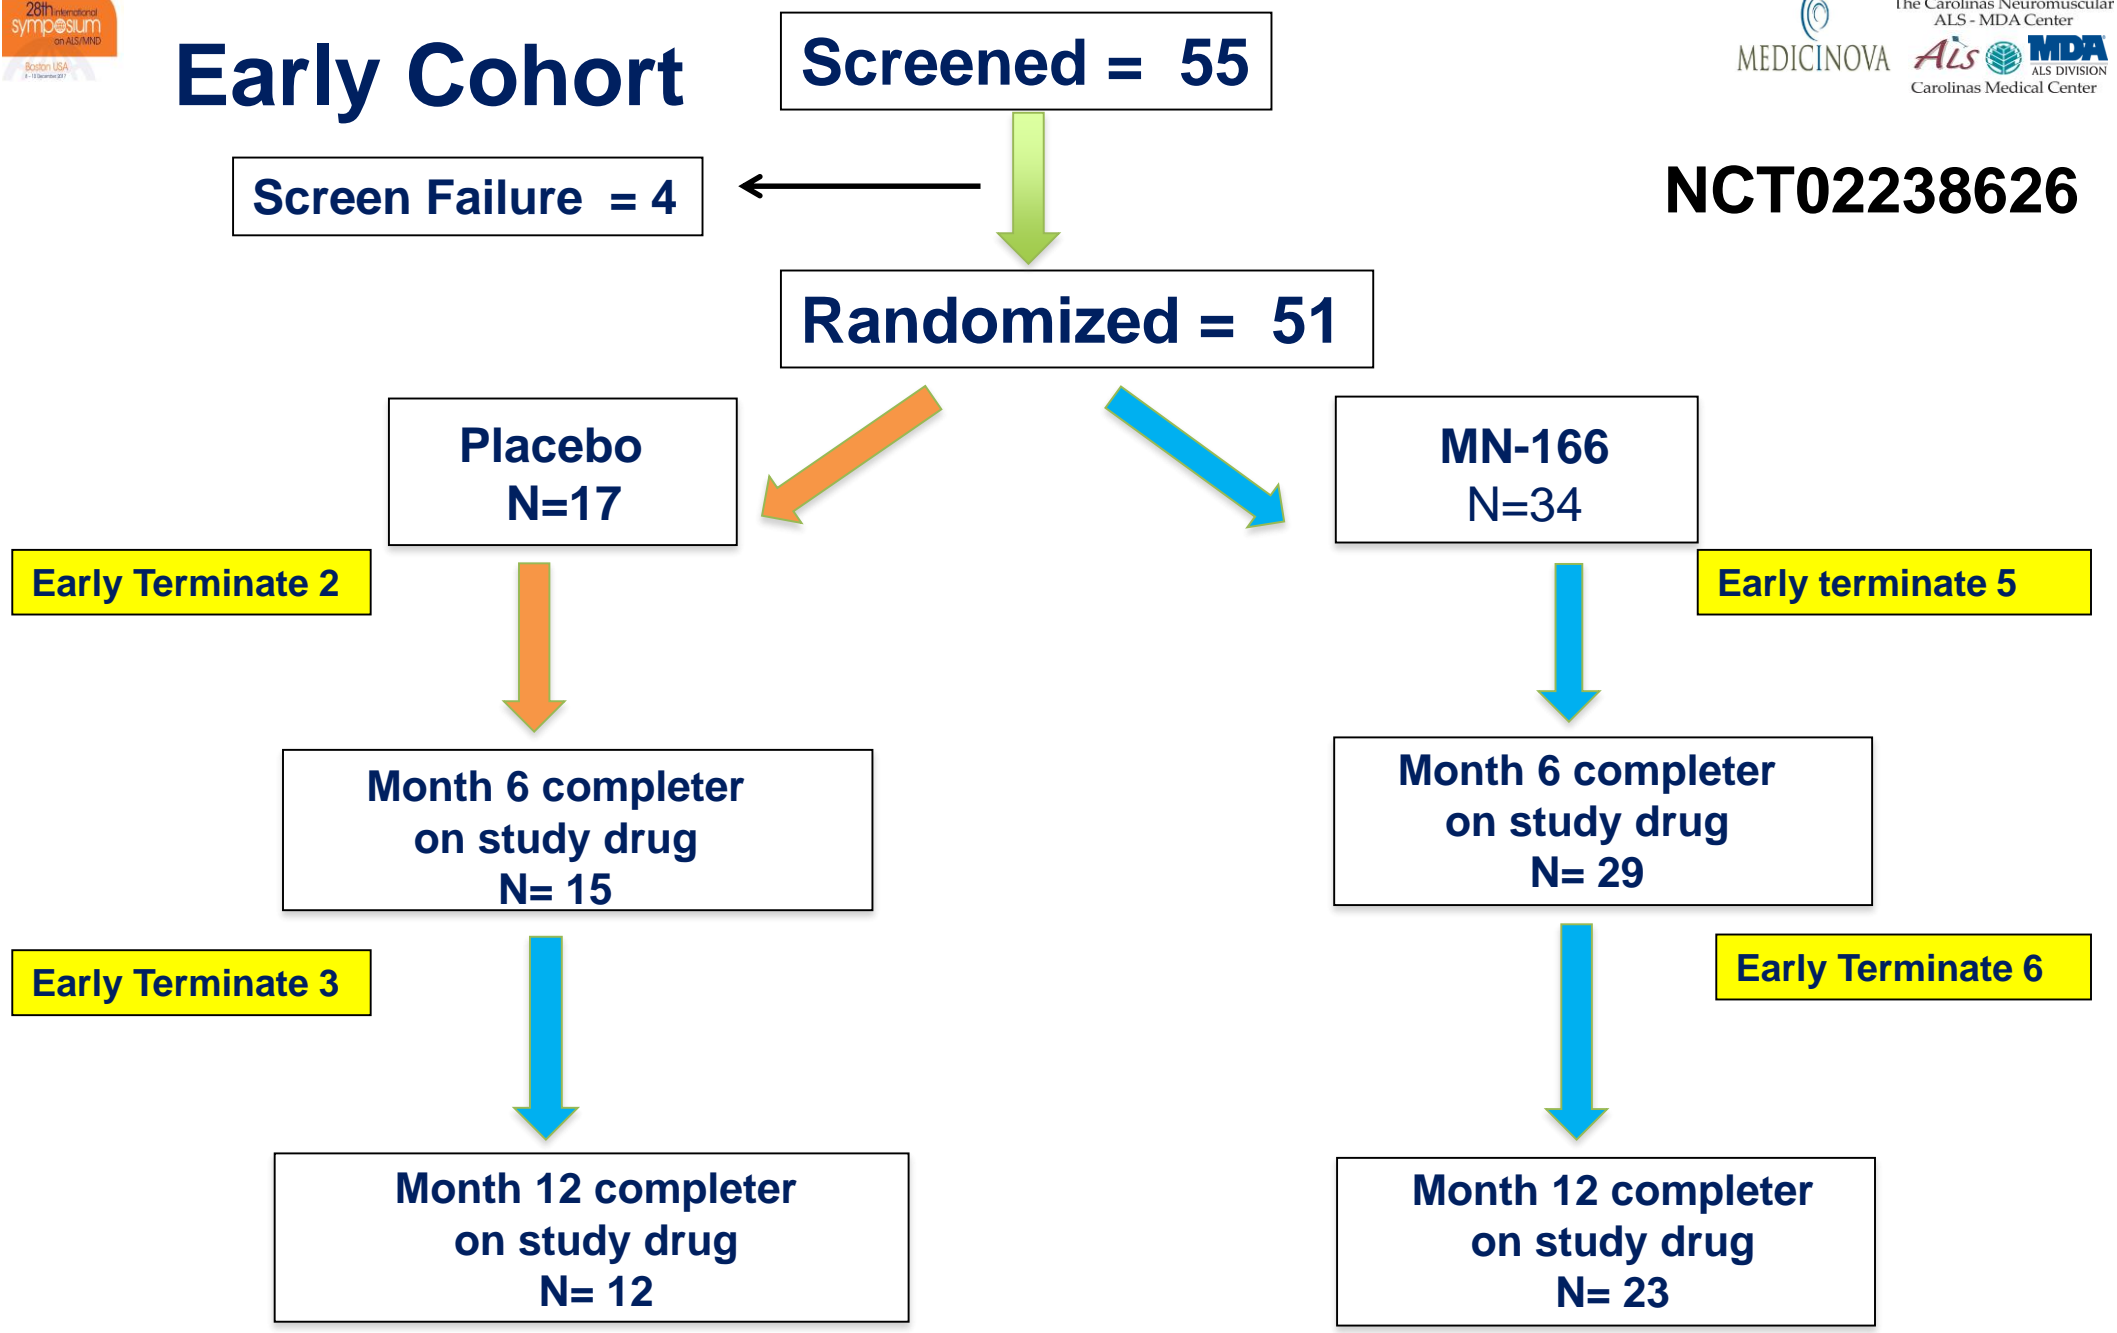 28th International
symposium
on ALS/MND
Boston USA
Early Cohort
Screened = 55
MEDICINOVA
The Carolinas Neuromuscular
ALS - MDA Center
ALS
MDA
ALS DIVISION
Carolinas Medical Center
Screen Failure = 4
NCT02238626
Randomized = 51
Placebo
N=17
MN-166
N=34
Early Terminate 2
Early terminate 5
Month 6 completer
on study drug
N= 15
Month 6 completer
on study drug
N= 29
Early Terminate 3
Early Terminate 6
Month 12 completer
on study drug
N= 12
Month 12 completer
on study drug
N= 23